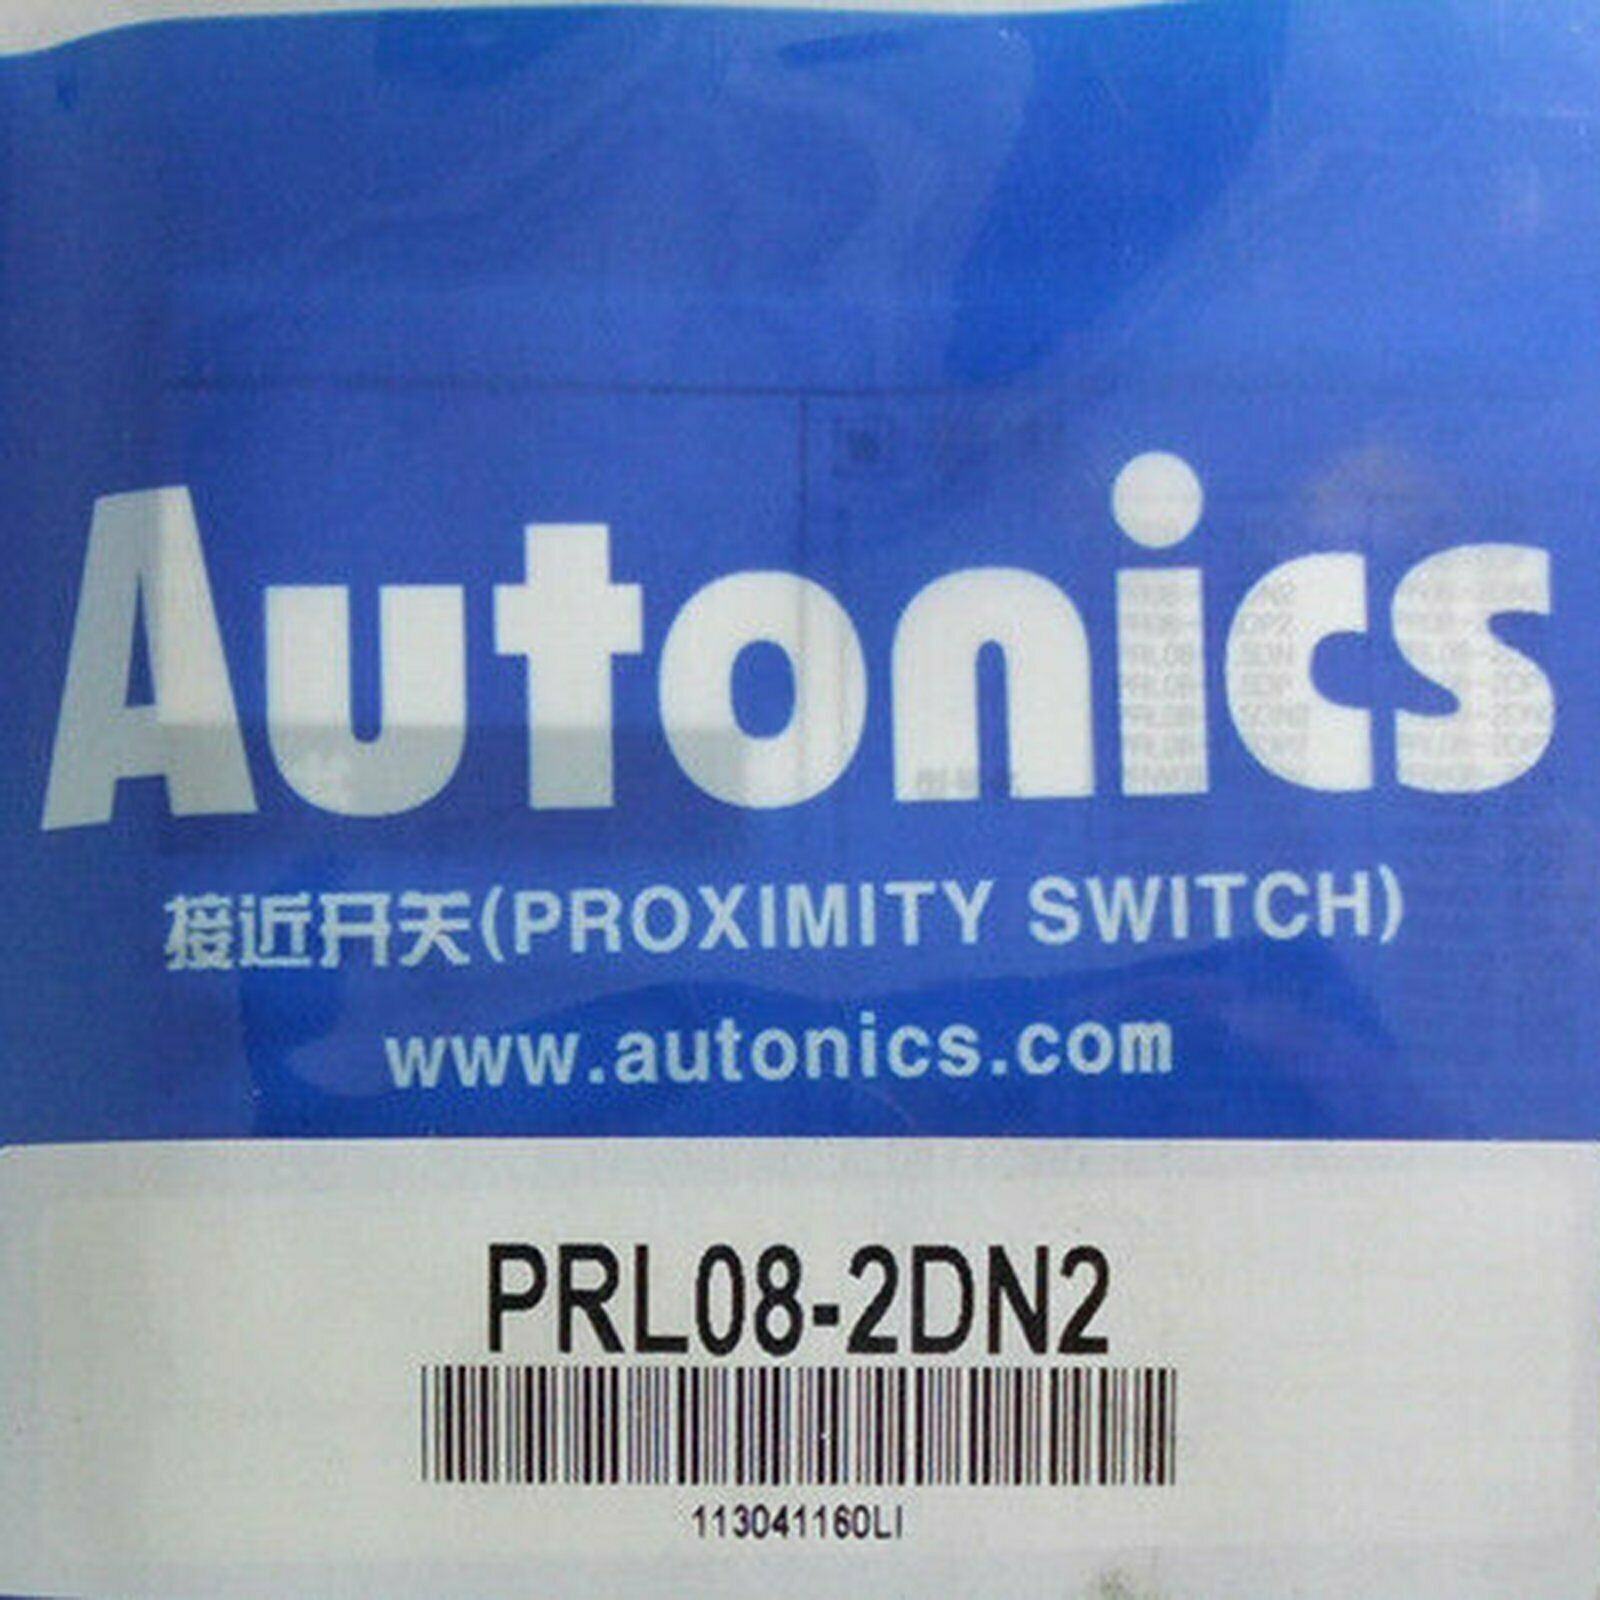 Autonics
接近开关(PROXIMITY SWITCH)
www.autonics.com
PRL08-2DN2
113041160LI